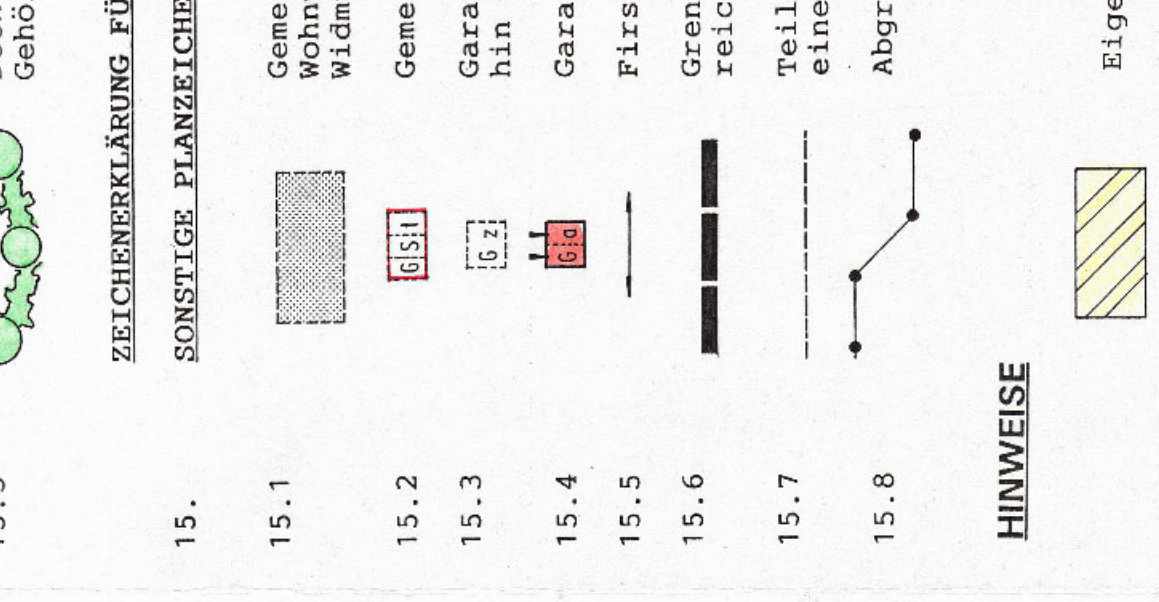 Gehö
ZEICHENERKLÄRUNG FÜ
15. SONSTIGE PLANZEICHE
15.1 Geme
Wohn
Widm
15.2 GSt Geme
15.3 Gz Gara
hin
15.4 Ga Gara
15.5 Firs
15.6 Gren
reic
15.7 Teil
eine
15.8 Abgr
HINWEISE
Eige